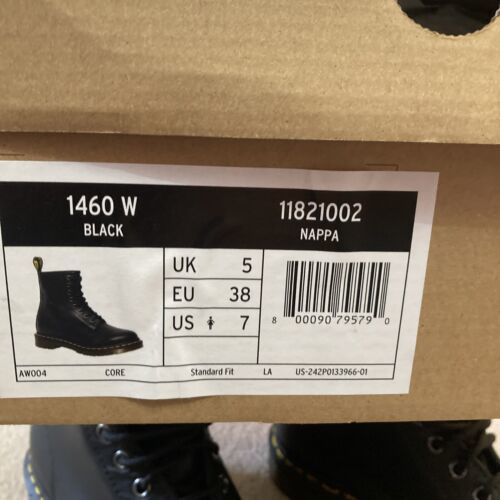 1460 W
BLACK
11821002
NAPPA
UK 5
EU 38
US 7
8 00090 79579 0
AW004 CORE Standard Fit LA US-242P0133966-01